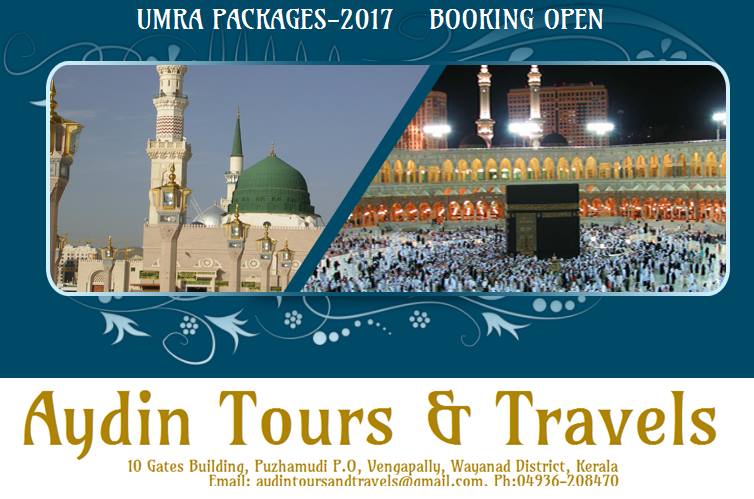 UMRA PACKAGES-2017 BOOKING OPEN
Aydin Tours & Travels
10 Gates Building, Puzhamudi P.O, Vengapally, Wayanad District, Kerala
Email: aydintoursandtravels@gmail.com, Ph:04936-208470